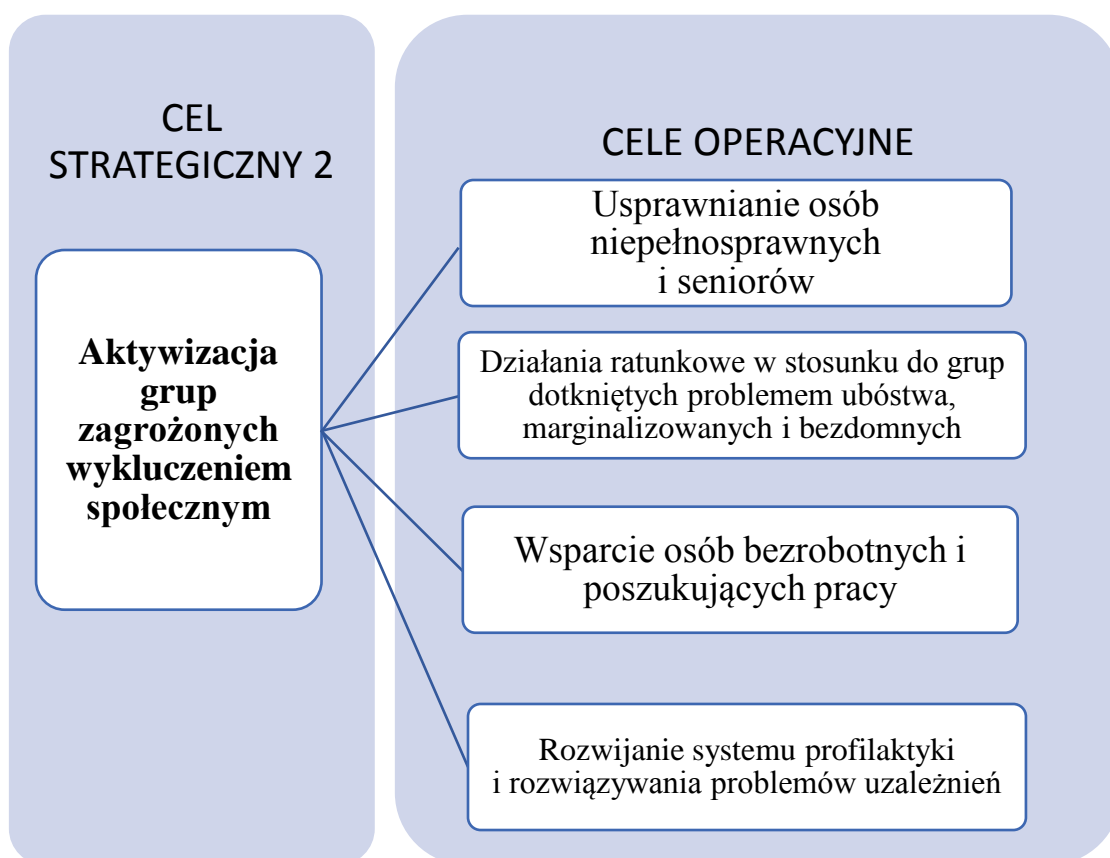 CEL
STRATEGICZNY 2
Aktywizacja
grup
zagrożonych
wykluczeniem
społecznym
CELE OPERACYJNE
Usprawnianie osób
niepełnosprawnych
i seniorów
Działania ratunkowe w stosunku do grup
dotkniętych problemem ubóstwa,
marginalizowanych i bezdomnych
Wsparcie osób bezrobotnych i
poszukujących pracy
Rozwijanie systemu profilaktyki
i rozwiązywania problemów uzależnień